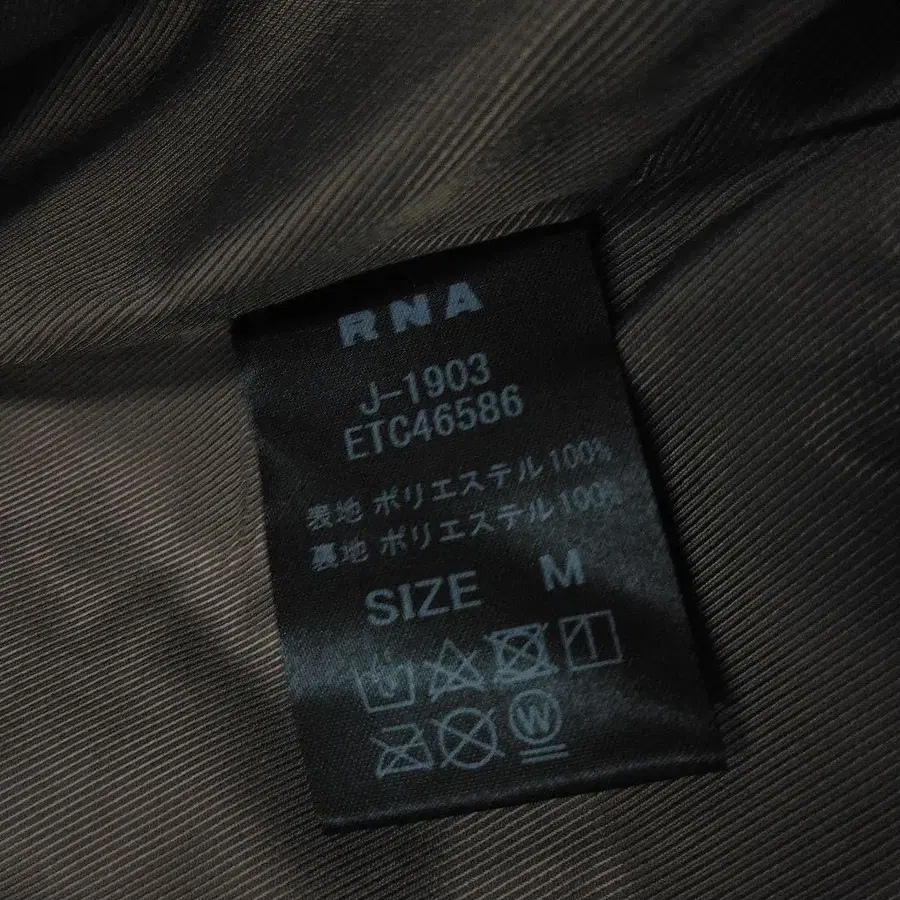 RNA
J-1903
ETC46586
表地 ポリエステル100%
裏地 ポリエステル100%
SIZE M
W